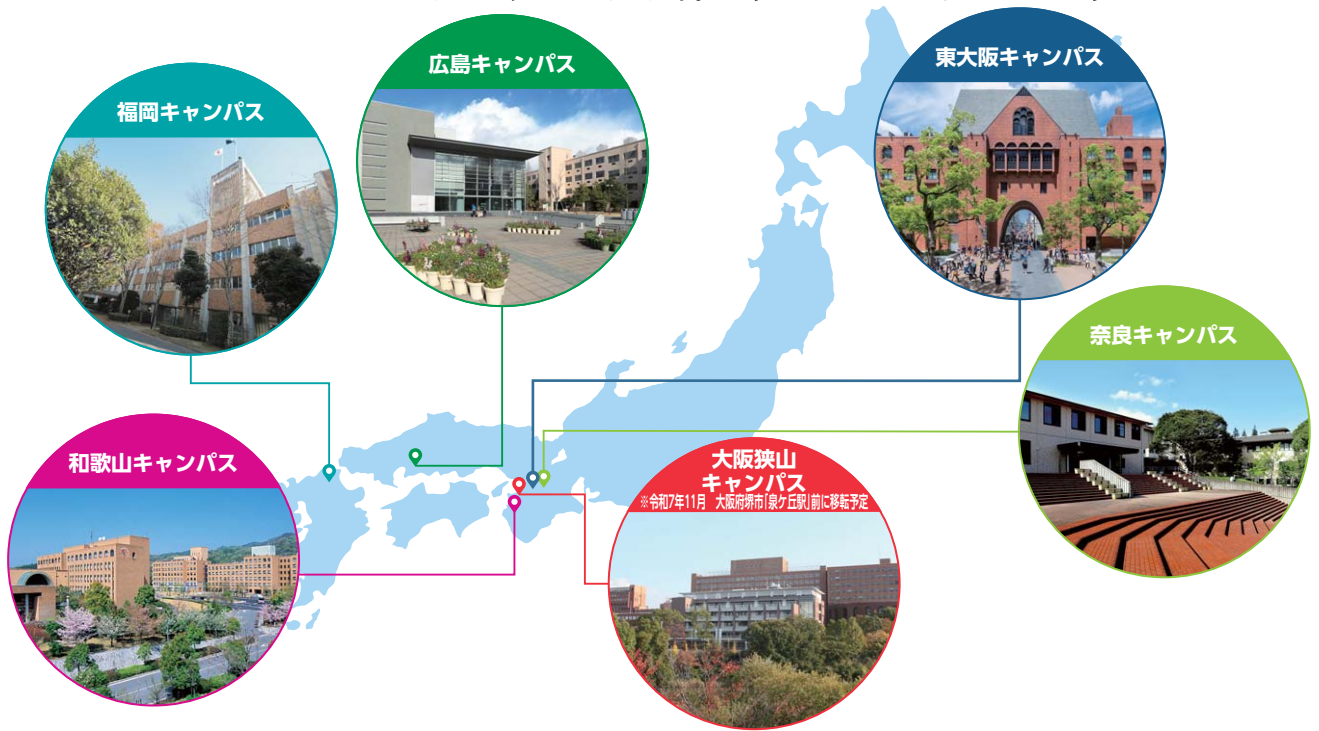 福岡キャンパス
広島キャンパス
東大阪キャンパス
奈良キャンパス
和歌山キャンパス
大阪狭山
キャンパス
※令和7年11月 大阪府堺市「泉ケ丘駅」前に移転予定